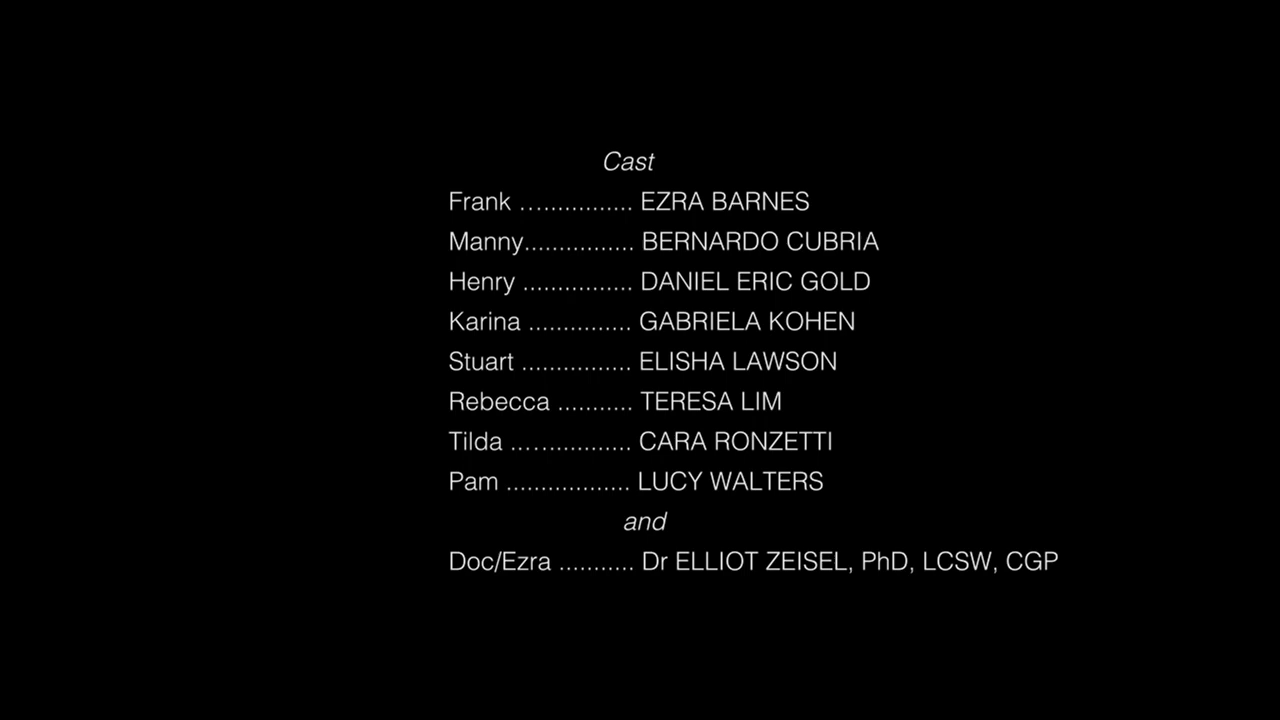 Cast
Frank ................ EZRA BARNES
Manny................ BERNARDO CUBRIA
Henry ................ DANIEL ERIC GOLD
Karina ............... GABRIELA KOHEN
Stuart ................ ELISHA LAWSON
Rebecca ........... TERESA LIM
Tilda ................. CARA RONZETTI
Pam .................. LUCY WALTERS
and
Doc/Ezra ........... Dr ELLIOT ZEISEL, PhD, LCSW, CGP